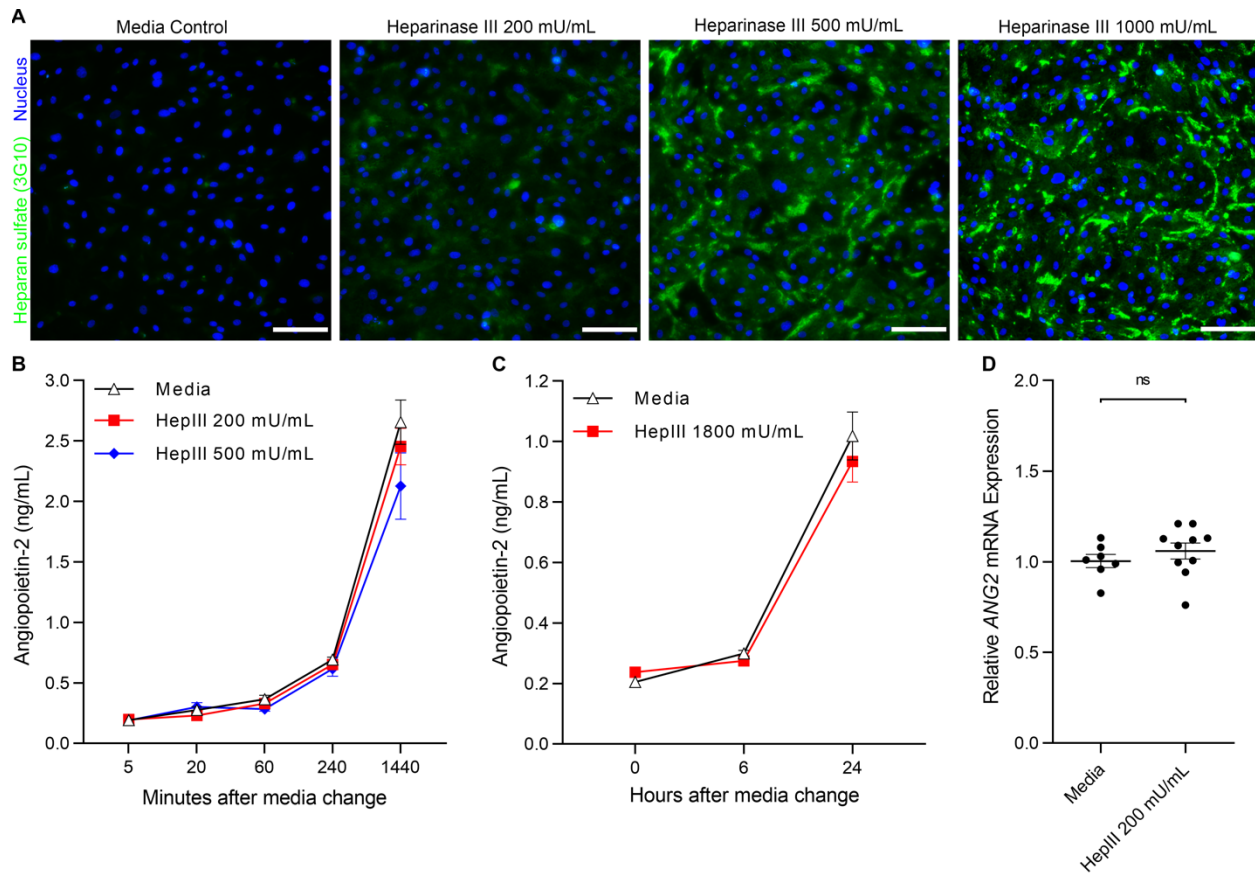 A
Media Control
Heparinase III 200 mU/mL
Heparinase III 500 mU/mL
Heparinase III 1000 mU/mL
Heparan sulfate (3G10) Nucleus
B
Media
HepIII 200 mU/mL
HepIII 500 mU/mL
Angiopoietin-2 (ng/mL)
3.0
2.5
2.0
1.5
1.0
0.5
0.0
5 20 60 240 1440
Minutes after media change
C
Media
HepIII 1800 mU/mL
Angiopoietin-2 (ng/mL)
1.2
1.0
0.8
0.6
0.4
0.2
0.0
0 6 24
Hours after media change
D
ns
Relative ANG2 mRNA Expression
2.0
1.5
1.0
0.5
0.0
Media
HepIII 200 mU/mL